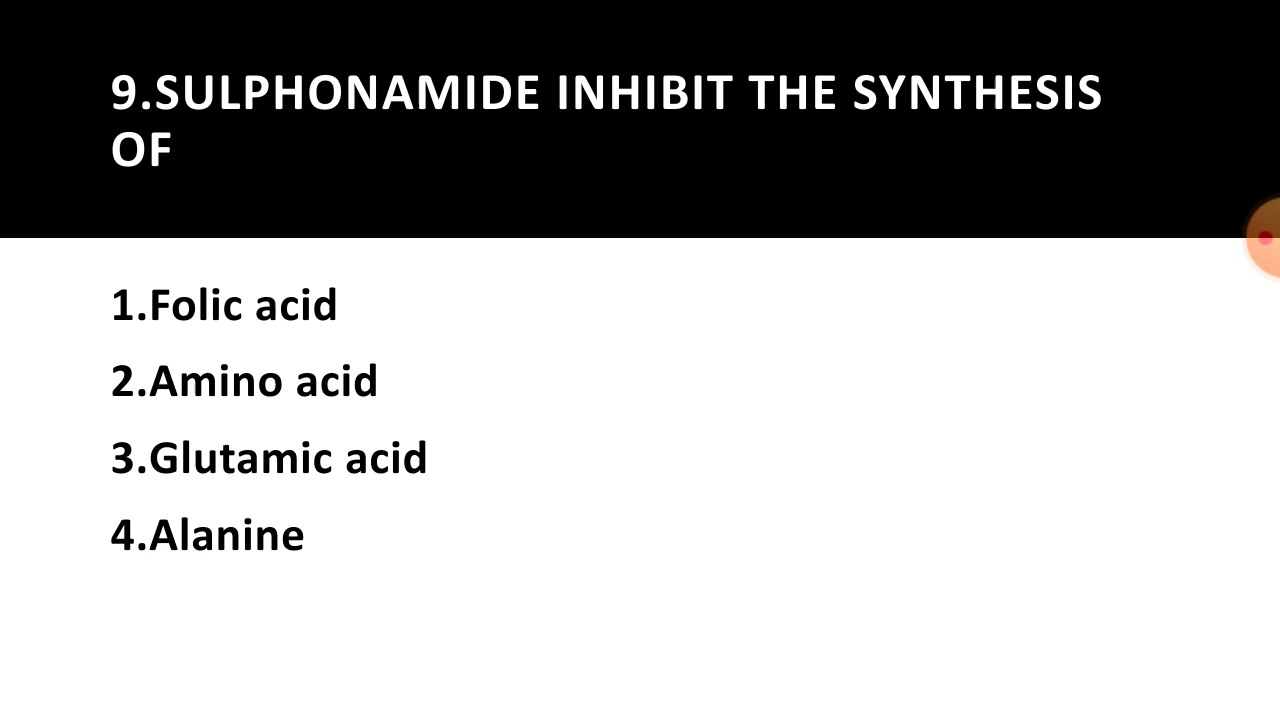 9.SULPHONAMIDE INHIBIT THE SYNTHESIS
OF
1.Folic acid
2.Amino acid
3.Glutamic acid
4.Alanine